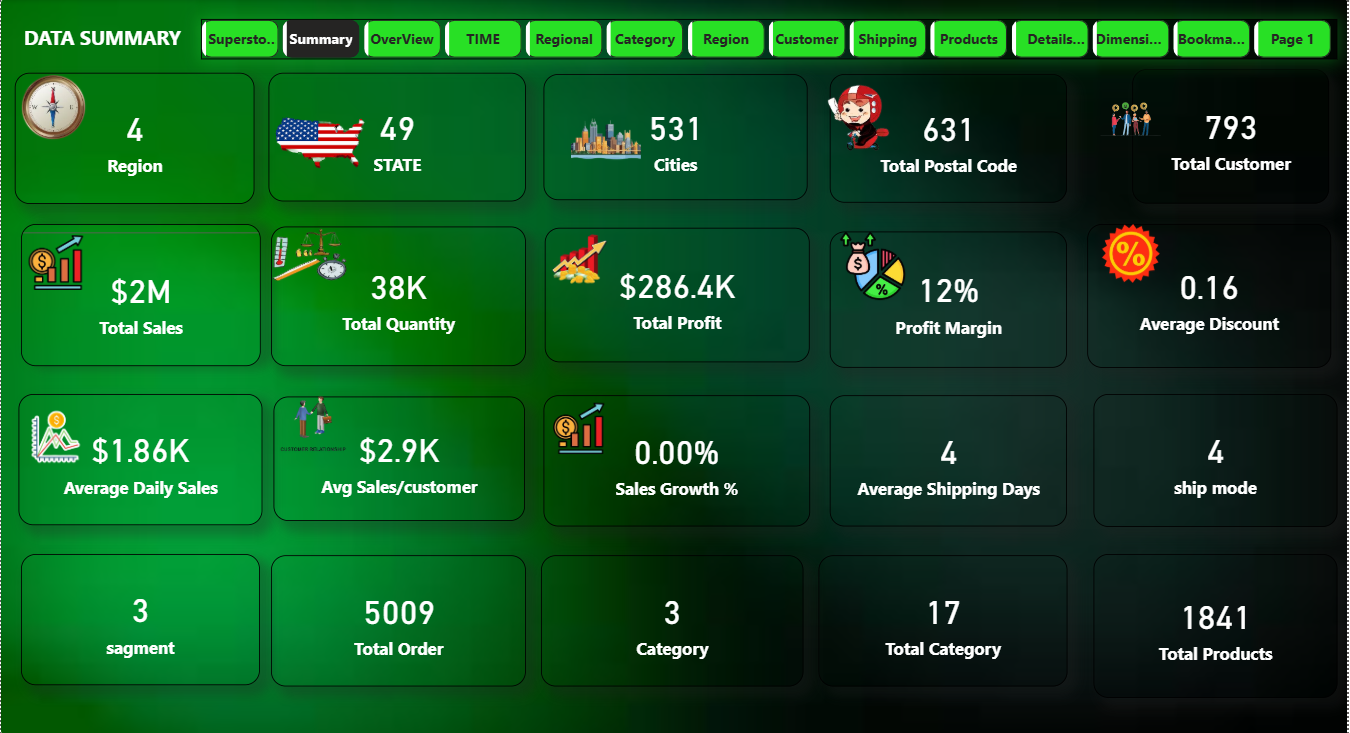 DATA SUMMARY
Supersto...
Summary
OverView
TIME
Regional
Category
Region
Customer
Shipping
Products
Details...
Dimensi...
Bookma...
Page 1
4
Region
49
STATE
531
Cities
631
Total Postal Code
793
Total Customer
$2M
Total Sales
38K
Total Quantity
$286.4K
Total Profit
12%
Profit Margin
0.16
Average Discount
$1.86K
Average Daily Sales
CUSTOMER RELATIONSHIP
$2.9K
Avg Sales/customer
0.00%
Sales Growth %
4
Average Shipping Days
4
ship mode
3
sagment
5009
Total Order
3
Category
17
Total Category
1841
Total Products